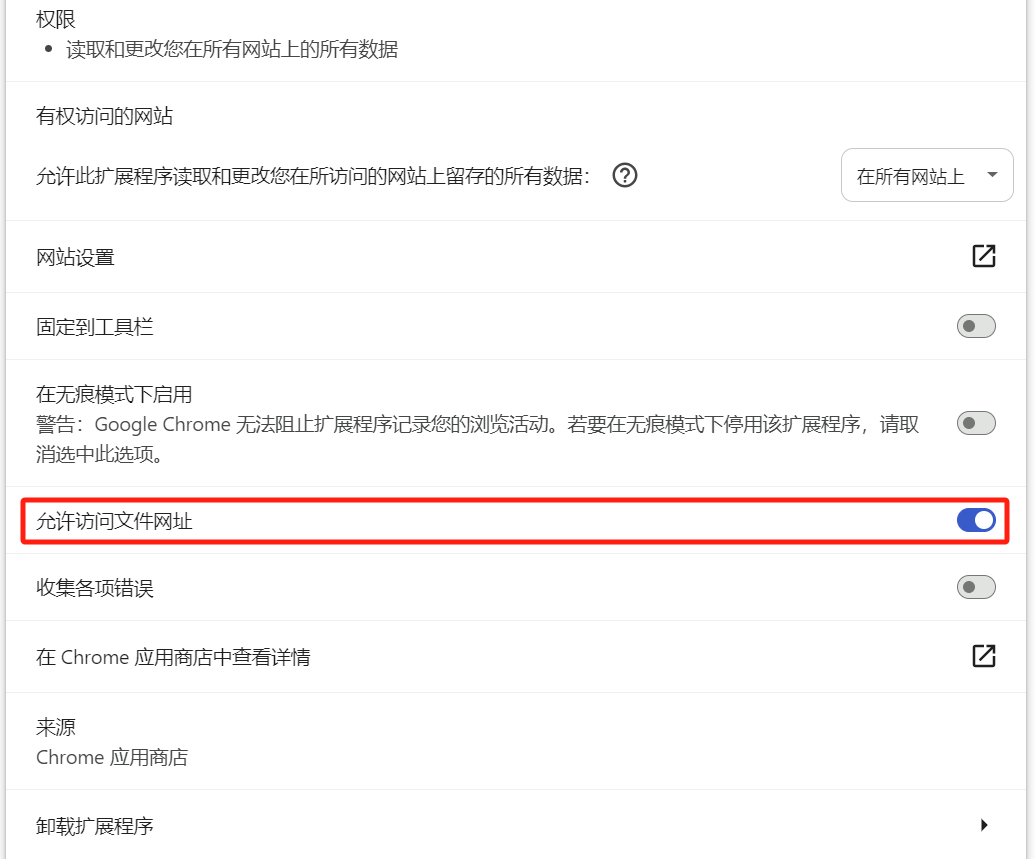 权限
读取和更改您在所有网站上的所有数据
有权访问的网站
允许此扩展程序读取和更改您在所访问的网站上留存的所有数据：
在所有网站上
网站设置
固定到工具栏
在无痕模式下启用
警告：Google Chrome 无法阻止扩展程序记录您的浏览活动。若要在无痕模式下停用该扩展程序，请取
消选中此选项。
允许访问文件网址
收集各项错误
在 Chrome 应用商店中查看详情
来源
Chrome 应用商店
卸载扩展程序